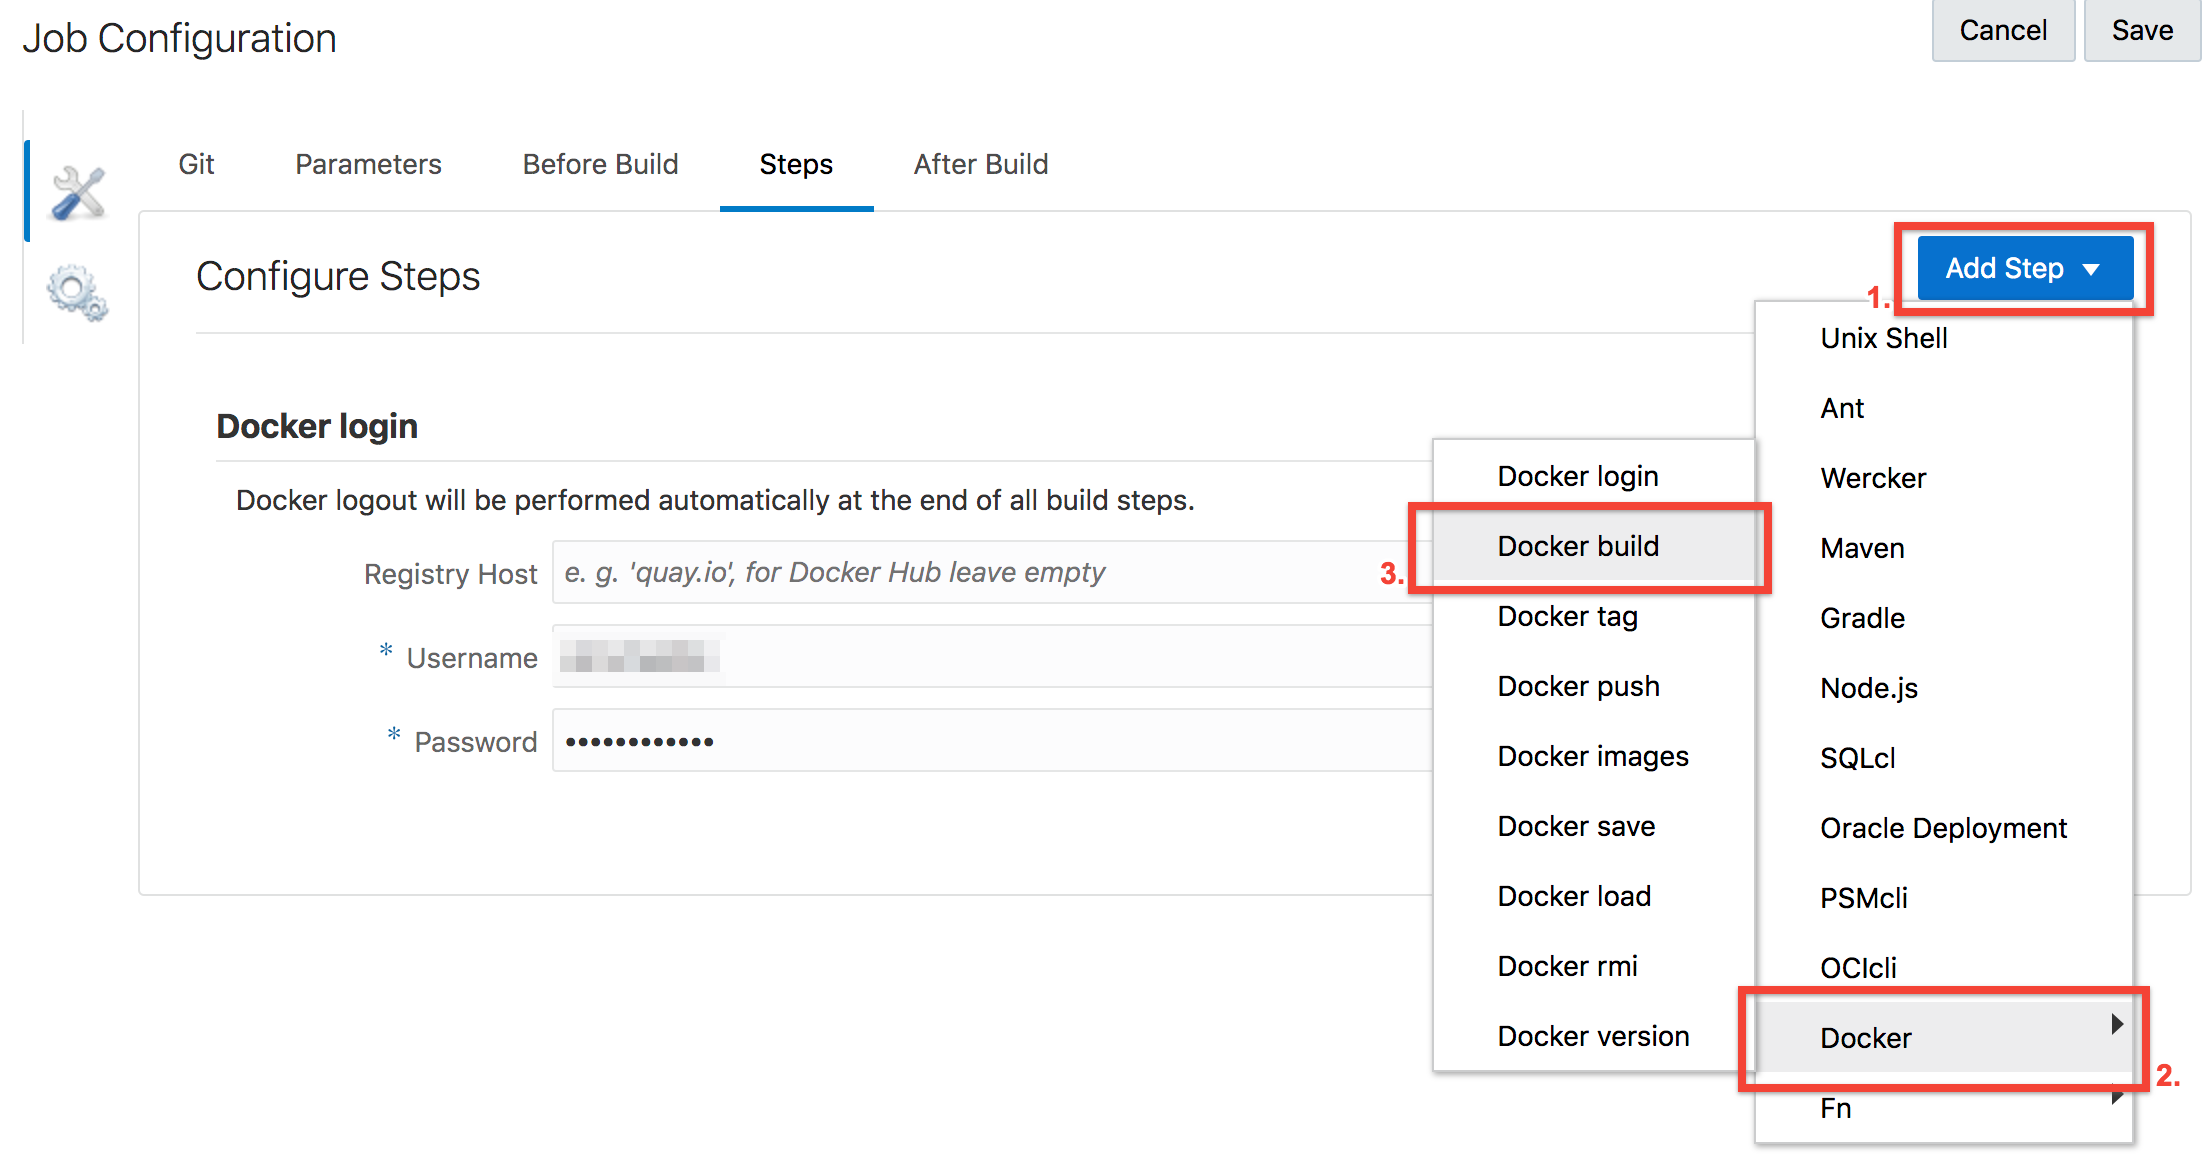 Job Configuration
Cancel
Save
Git
Parameters
Before Build
Steps
After Build
Configure Steps
Add Step
1.
Unix Shell
Ant
Wercker
Maven
Gradle
Node.js
SQLcl
Oracle Deployment
PSMcli
OCIcli
Docker
2.
Fn
Docker login
Docker build
3.
Docker tag
Docker push
Docker images
Docker save
Docker load
Docker rmi
Docker version
Docker login
Docker logout will be performed automatically at the end of all build steps.
Registry Host
e. g. 'quay.io', for Docker Hub leave empty
* Username
* Password
••••••••••••